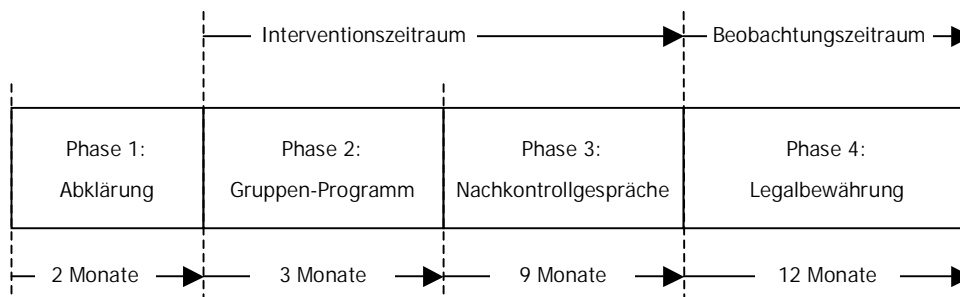 Interventionszeitraum
Beobachtungszeitraum
Phase 1:
Abklärung
Phase 2:
Gruppen-Programm
Phase 3:
Nachkontrollgespräche
Phase 4:
Legalbewährung
2 Monate
3 Monate
9 Monate
12 Monate